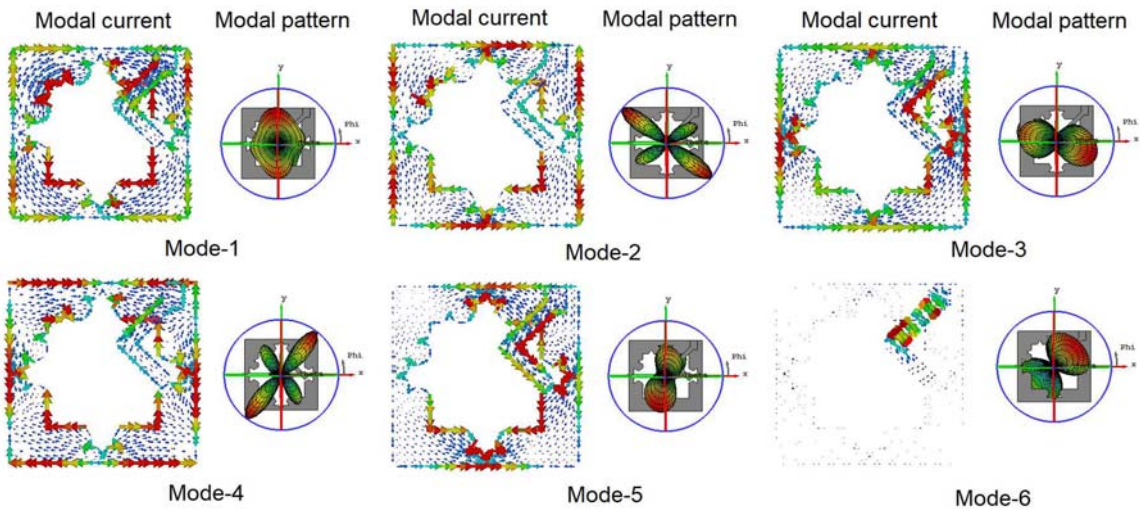 Modal current Modal pattern Modal current Modal pattern Modal current Modal pattern
y y y
Phi Phi Phi
x x x
Mode-1 Mode-2 Mode-3
y y y
Phi Phi Phi
x x x
Mode-4 Mode-5 Mode-6